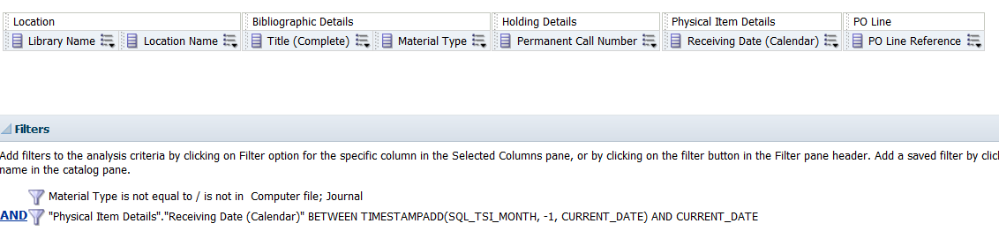 Location Bibliographic Details Holding Details Physical Item Details PO Line
Library Name Location Name Title (Complete) Material Type Permanent Call Number Receiving Date (Calendar) PO Line Reference
Filters
Add filters to the analysis criteria by clicking on Filter option for the specific column in the Selected Columns pane, or by clicking on the filter button in the Filter pane header. Add a saved filter by clic
name in the catalog pane.
Material Type is not equal to / is not in Computer file; Journal
AND "Physical Item Details"."Receiving Date (Calendar)" BETWEEN TIMESTAMPADD(SQL_TSI_MONTH, -1, CURRENT_DATE) AND CURRENT_DATE